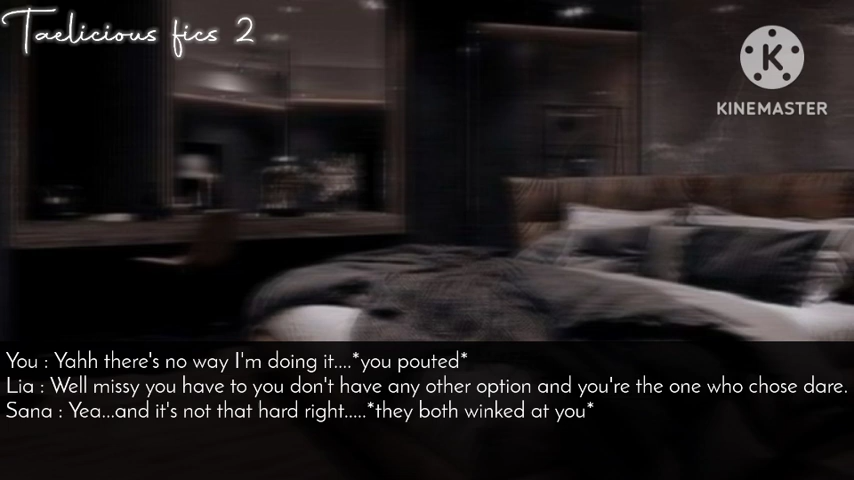 Taelicious fics 2
KINEMASTER
You : Yahh there's no way I'm doing it....*you pouted*
Lia : Well missy you have to you don't have any other option and you're the one who chose dare.
Sana : Yea...and it's not that hard right.....*they both winked at you*